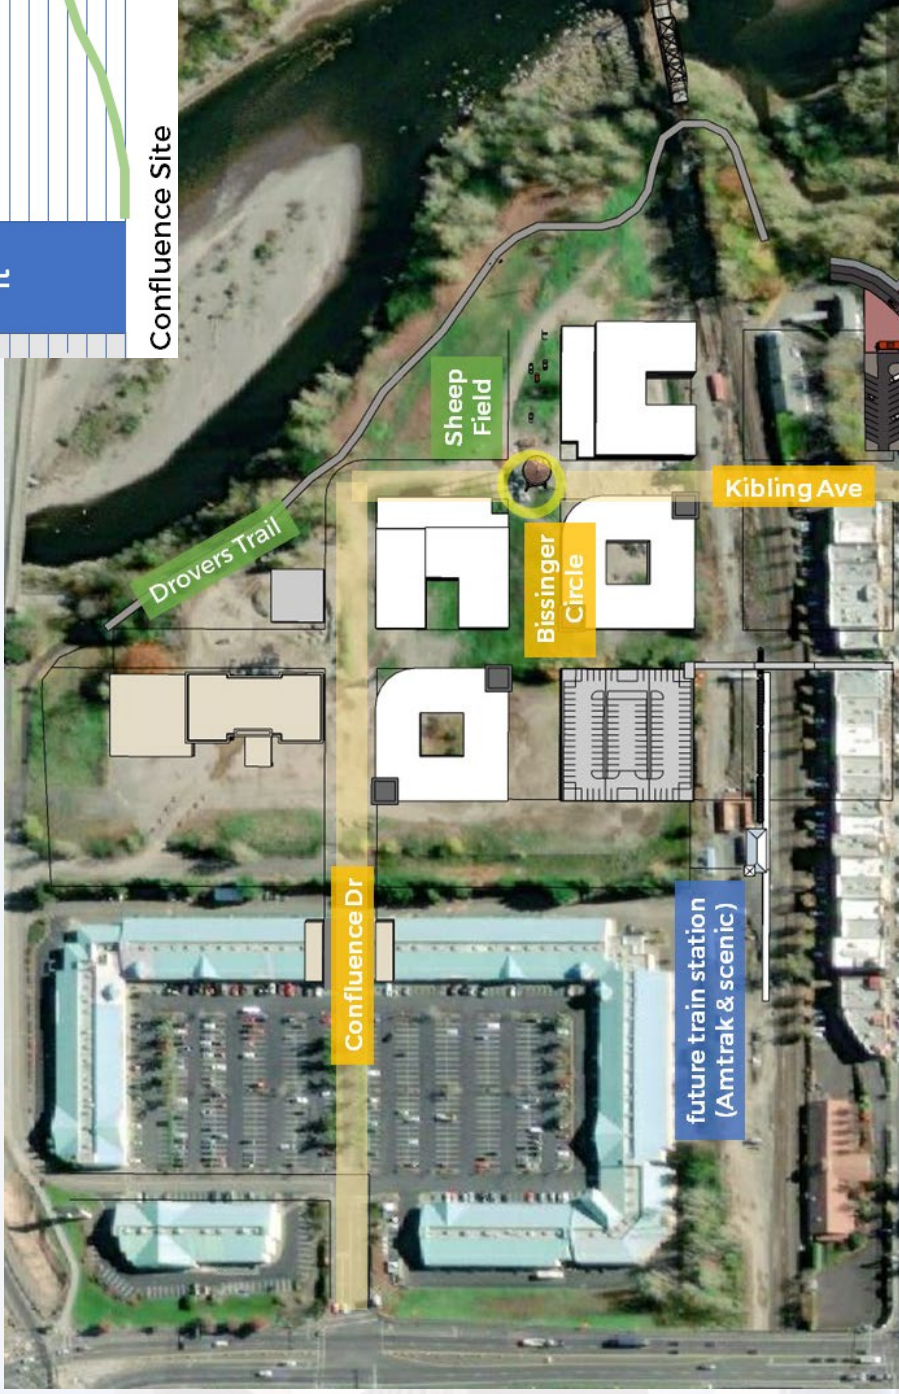 Confluence Site
Sheep
Field
Drovers Trail
Kibling Ave
Bissinger
Circle
Confluence Dr
future train station
(Amtrak & scenic)